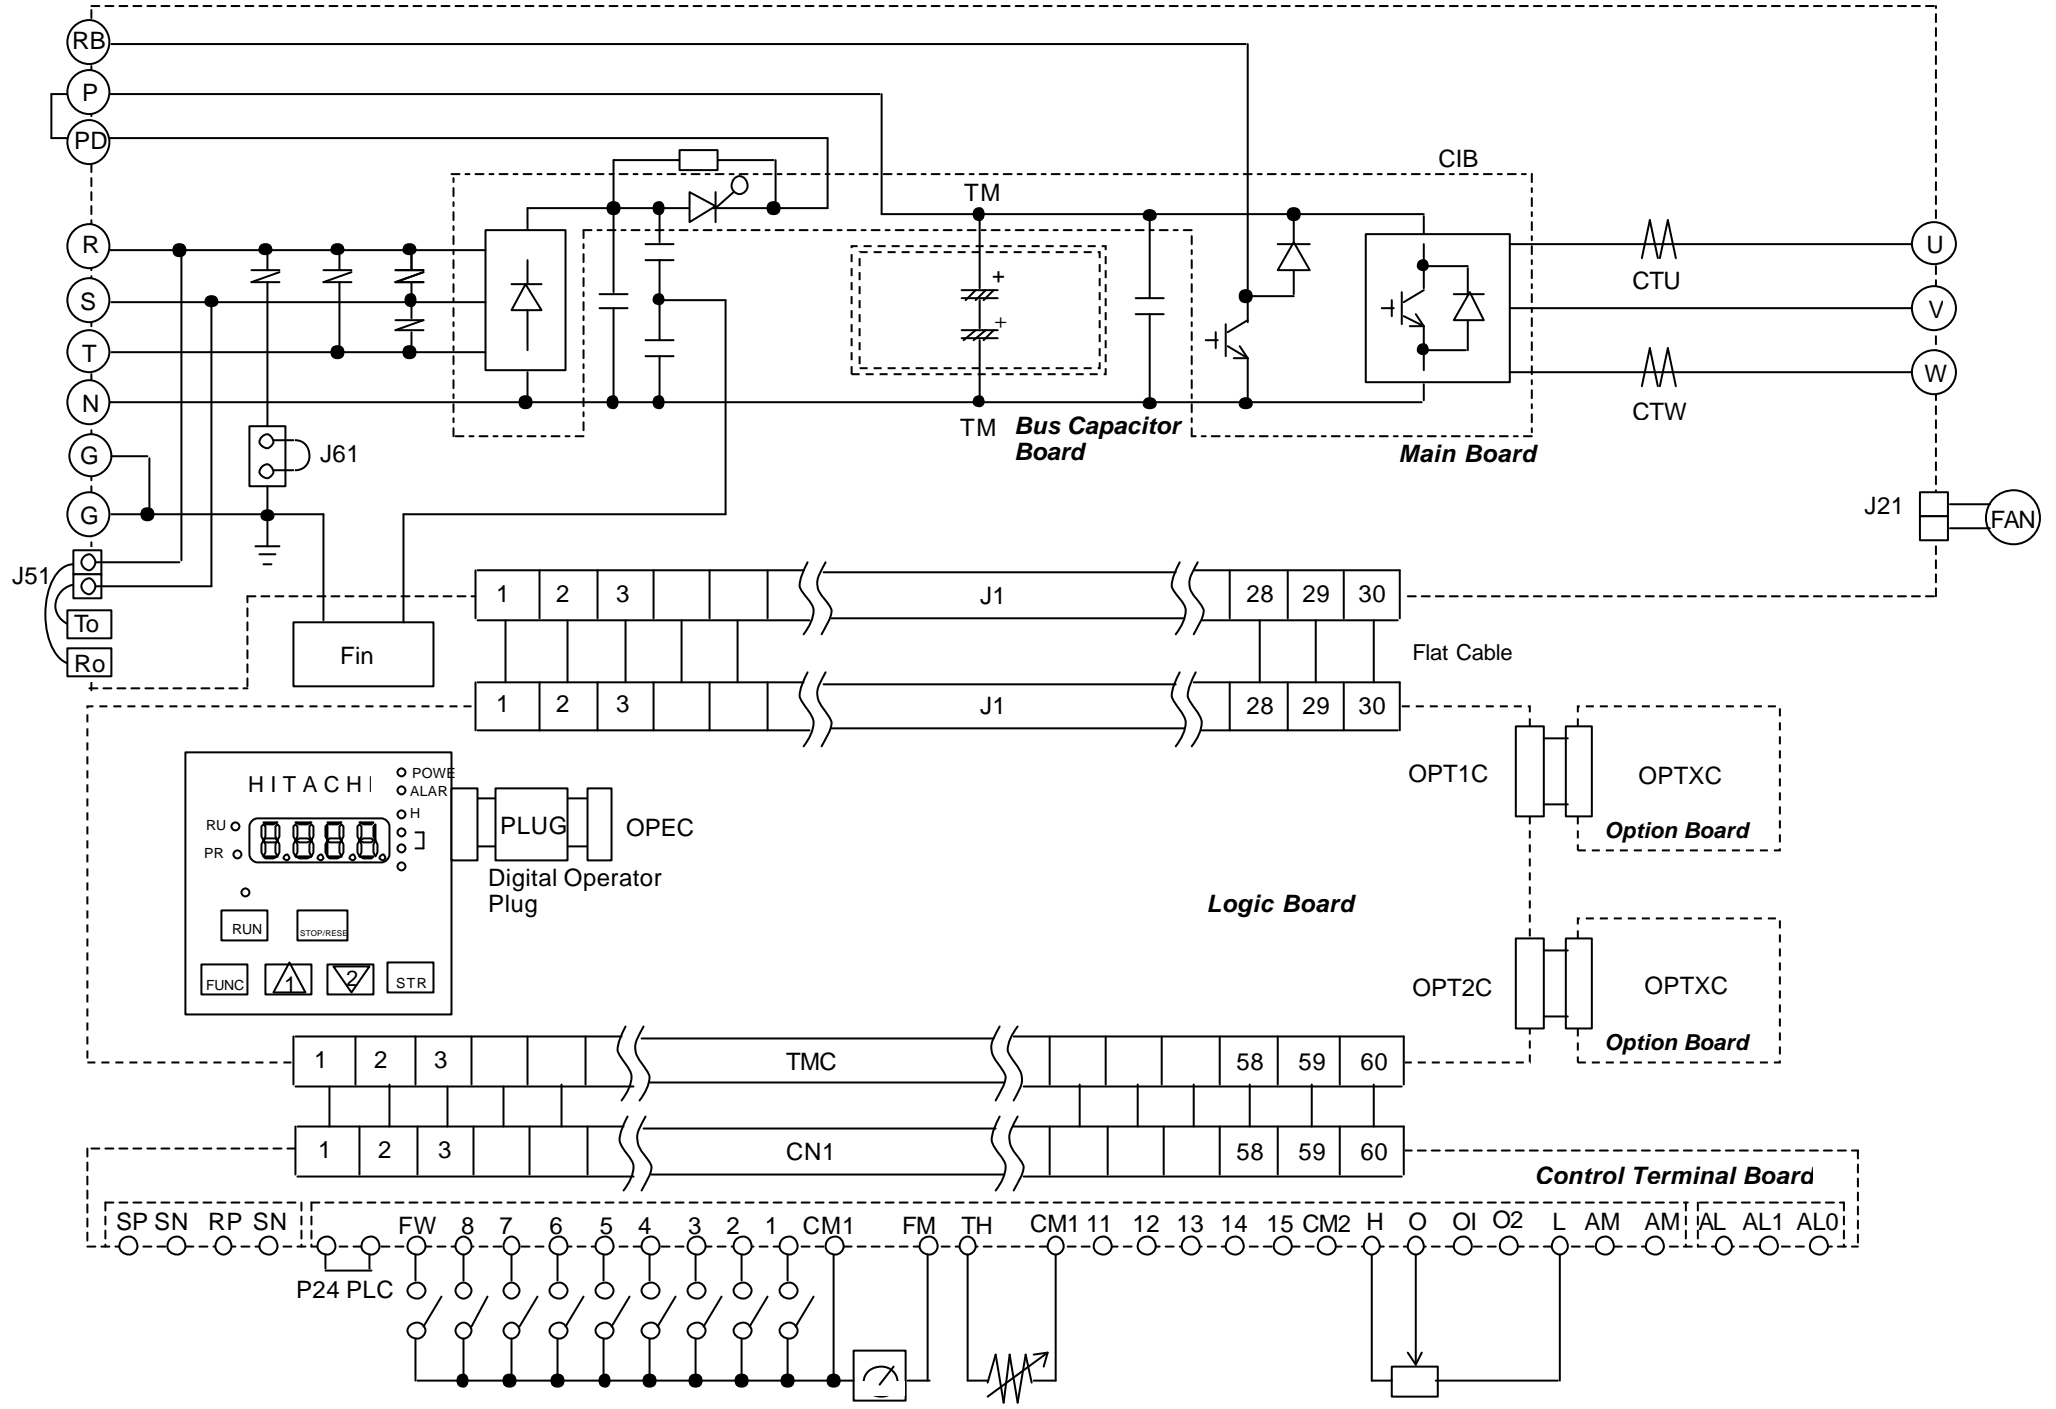 RB
P
PD
CIB
TM
R
U
CTU
S
+
V
+
T
W
N
CTW
TM
Bus Capacitor
Board
G
J61
Main Board
G
J21
FAN
J51
1 2 3 J1 28 29 30
To
Fin
Flat Cable
Ro
1 2 3 J1 28 29 30
HITACHI
POWE
ALAR
OPT1C
OPTXC
H
RU
8.8.8.8.
PLUG
OPEC
Option Board
PR
Digital Operator
Plug
Logic Board
RUN
STOP/RESE
FUNC
1
2
STR
OPT2C
OPTXC
Option Board
1 2 3 TMC 58 59 60
1 2 3 CN1 58 59 60
Control Terminal Board
SP SN RP SN FW 8 7 6 5 4 3 2 1 CM1 FM TH CM1 11 12 13 14 15 CM2 H O OI O2 L AM AM AL AL1 AL0
P24 PLC